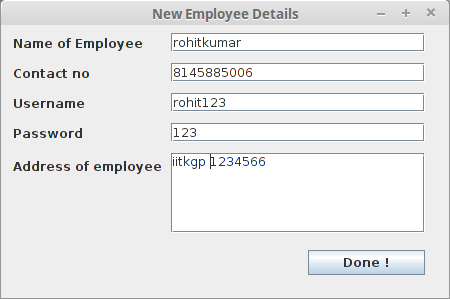 New Employee Details
Name of Employee rohitkumar
Contact no 8145885006
Username rohit123
Password 123
Address of employee iitkgp 1234566
Done !